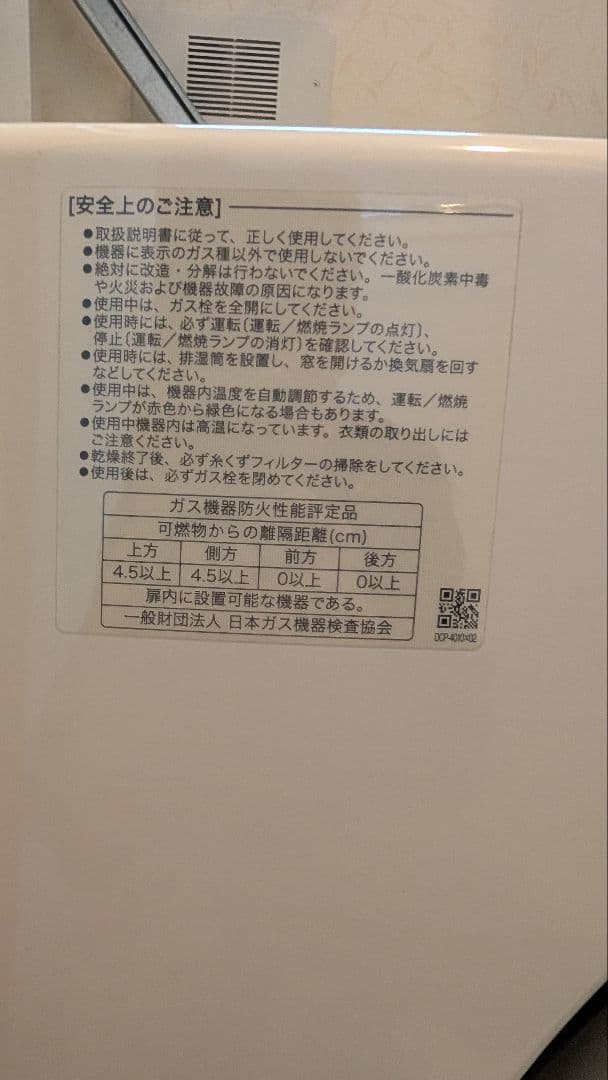 [安全上のご注意]
●取扱説明書に従って、正しく使用してください。
●機器に表示のガス種以外で使用しないでください。
●絶対に改造・分解は行わないでください。一酸化炭素中毒
や火災および機器故障の原因になります。
●使用中は、ガス栓を全開にしてください。
●使用時には、必ず運転〔運転／燃焼ランプの点灯〕、
停止〔運転／燃焼ランプの消灯〕を確認してください。
●使用時には、排湿筒を設置し、窓を開けるか換気扇を回す
などしてください。
●使用中は、機器内温度を自動調節するため、運転／燃焼
ランプが赤色から緑色になる場合もあります。
●使用中機器内は高温になっています。衣類の取り出しには
ご注意ください。
●乾燥終了後、必ず糸くずフィルターの掃除をしてください。
●使用後は、必ずガス栓を閉めてください。
ガス機器防火性能評定品
可燃物からの離隔距離(cm)
上方 側方 前方 後方
4.5以上 4.5以上 0以上 0以上
扉内に設置可能な機器である。
一般財団法人 日本ガス機器検査協会
DCP-4010×02